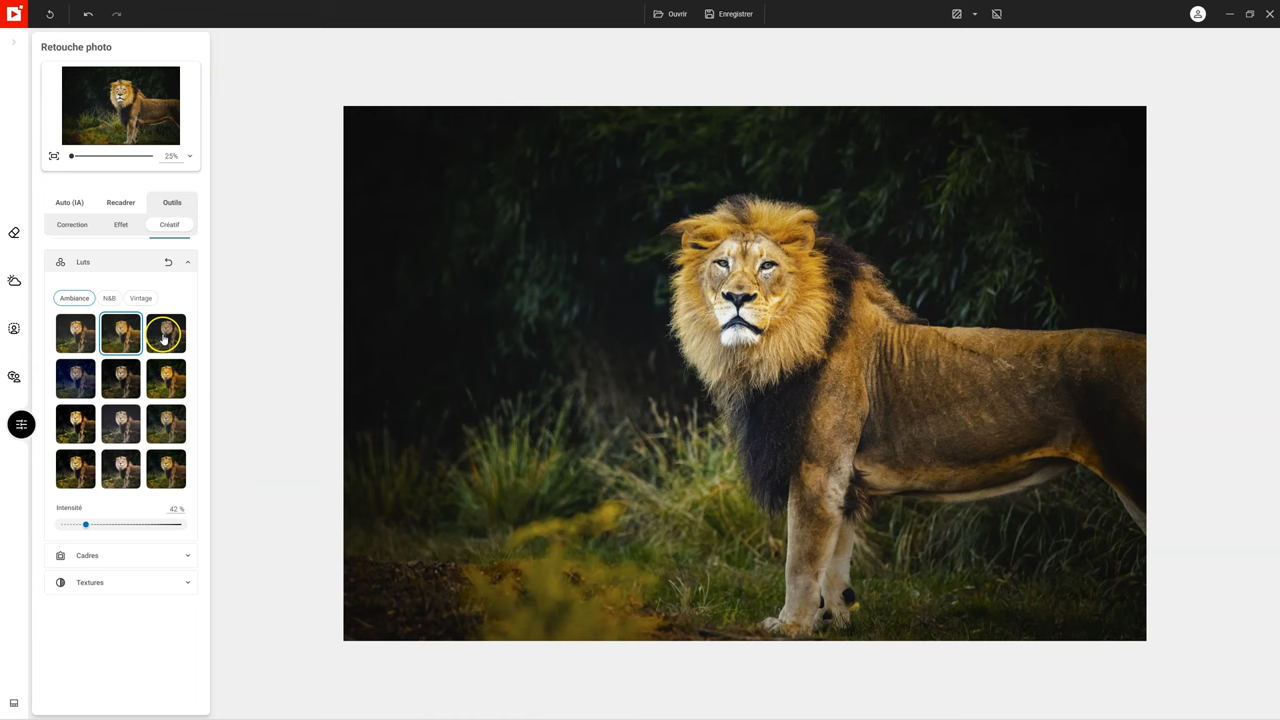 Ouvrir
Enregistrer
Retouche photo
25%
Auto (IA)
Recadrer
Outils
Correction
Effet
Créatif
Luts
Ambiance
N&B
Vintage
Intensité
42 %
Cadres
Textures